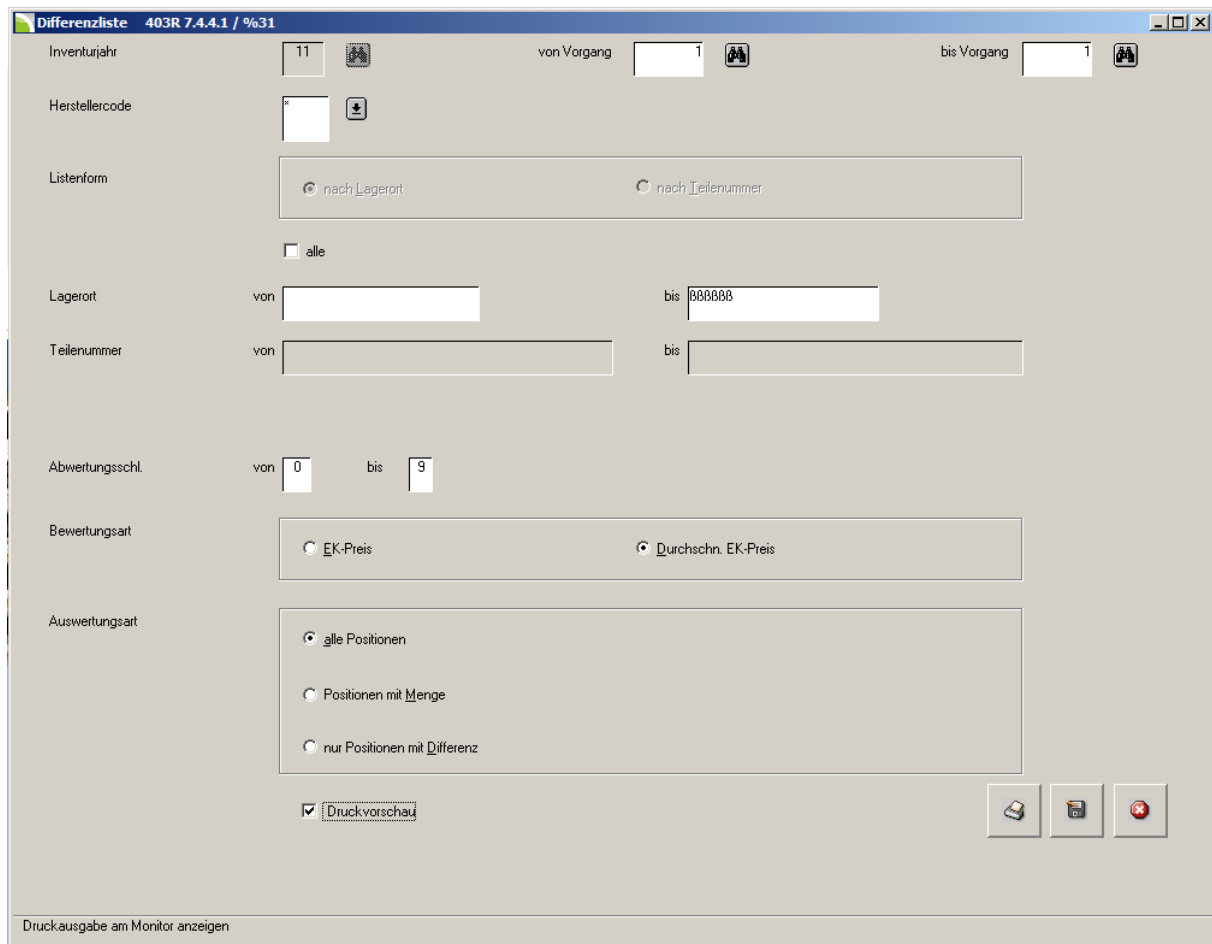 Differenzliste 403R 7.4.4.1 / %31
Inventurjahr 11 von Vorgang 1 bis Vorgang 1
Herstellercode *
Listenform nach Lagerort nach Teilenummer
alle
Lagerort von bis ßßßßßß
Teilenummer von bis
Abwertungsschl. von 0 bis 9
Bewertungsart EK-Preis Durchschn. EK-Preis
Auswertungsart
alle Positionen
Positionen mit Menge
nur Positionen mit Differenz
Druckvorschau
Druckausgabe am Monitor anzeigen